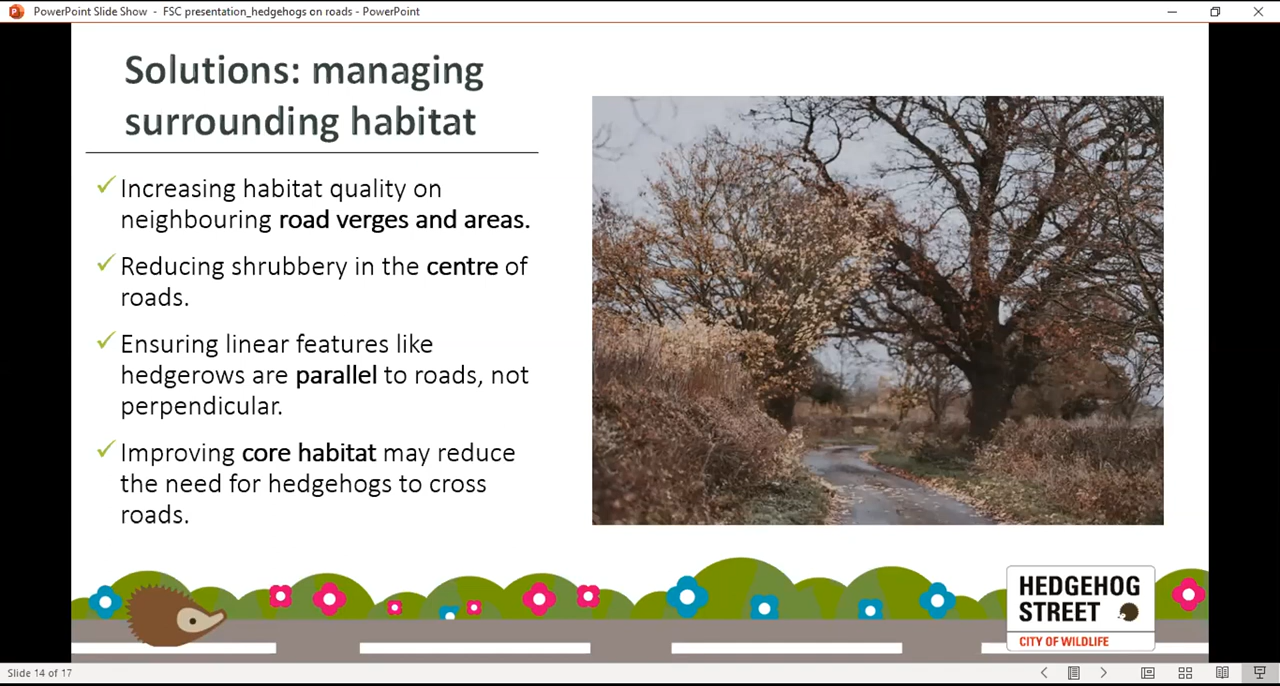 PowerPoint Slide Show - FSC presentation_hedgehogs on roads - PowerPoint
Solutions: managing
surrounding habitat
Increasing habitat quality on
neighbouring road verges and areas.
Reducing shrubbery in the centre of
roads.
Ensuring linear features like
hedgerows are parallel to roads, not
perpendicular.
Improving core habitat may reduce
the need for hedgehogs to cross
roads.
HEDGEHOG
STREET
CITY OF WILDLIFE
Slide 14 of 17